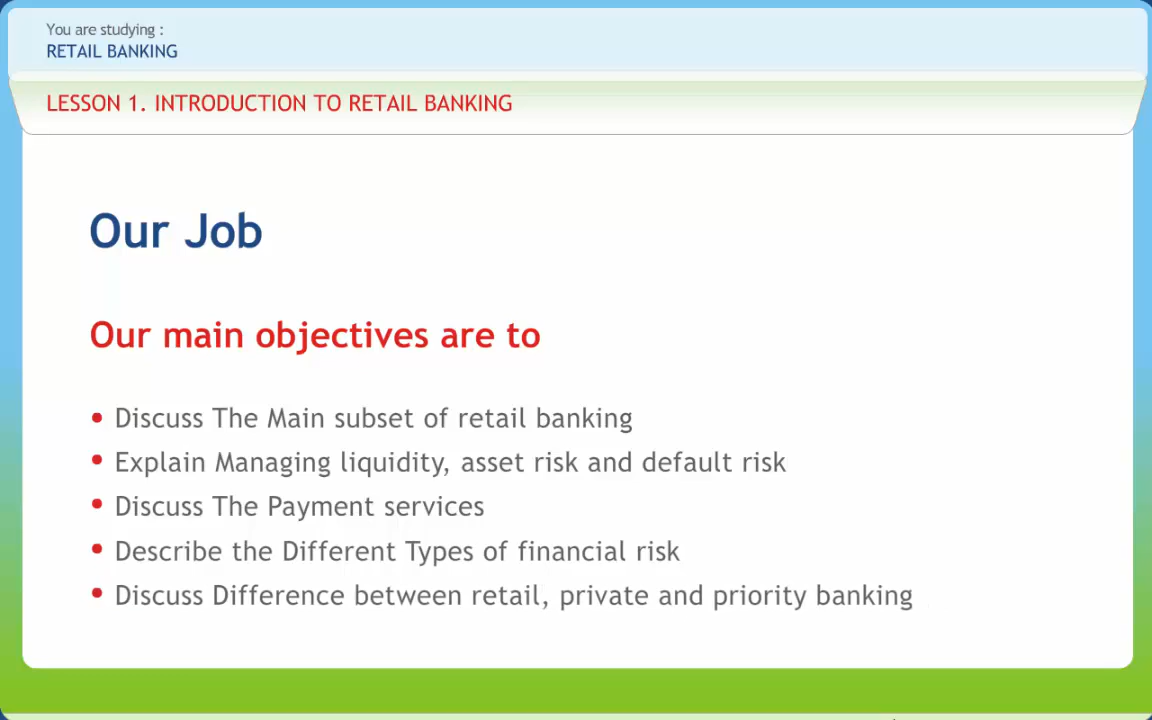 You are studying :
RETAIL BANKING
LESSON 1. INTRODUCTION TO RETAIL BANKING
Our Job
Our main objectives are to
• Discuss The Main subset of retail banking
• Explain Managing liquidity, asset risk and default risk
• Discuss The Payment services
• Describe the Different Types of financial risk
• Discuss Difference between retail, private and priority banking